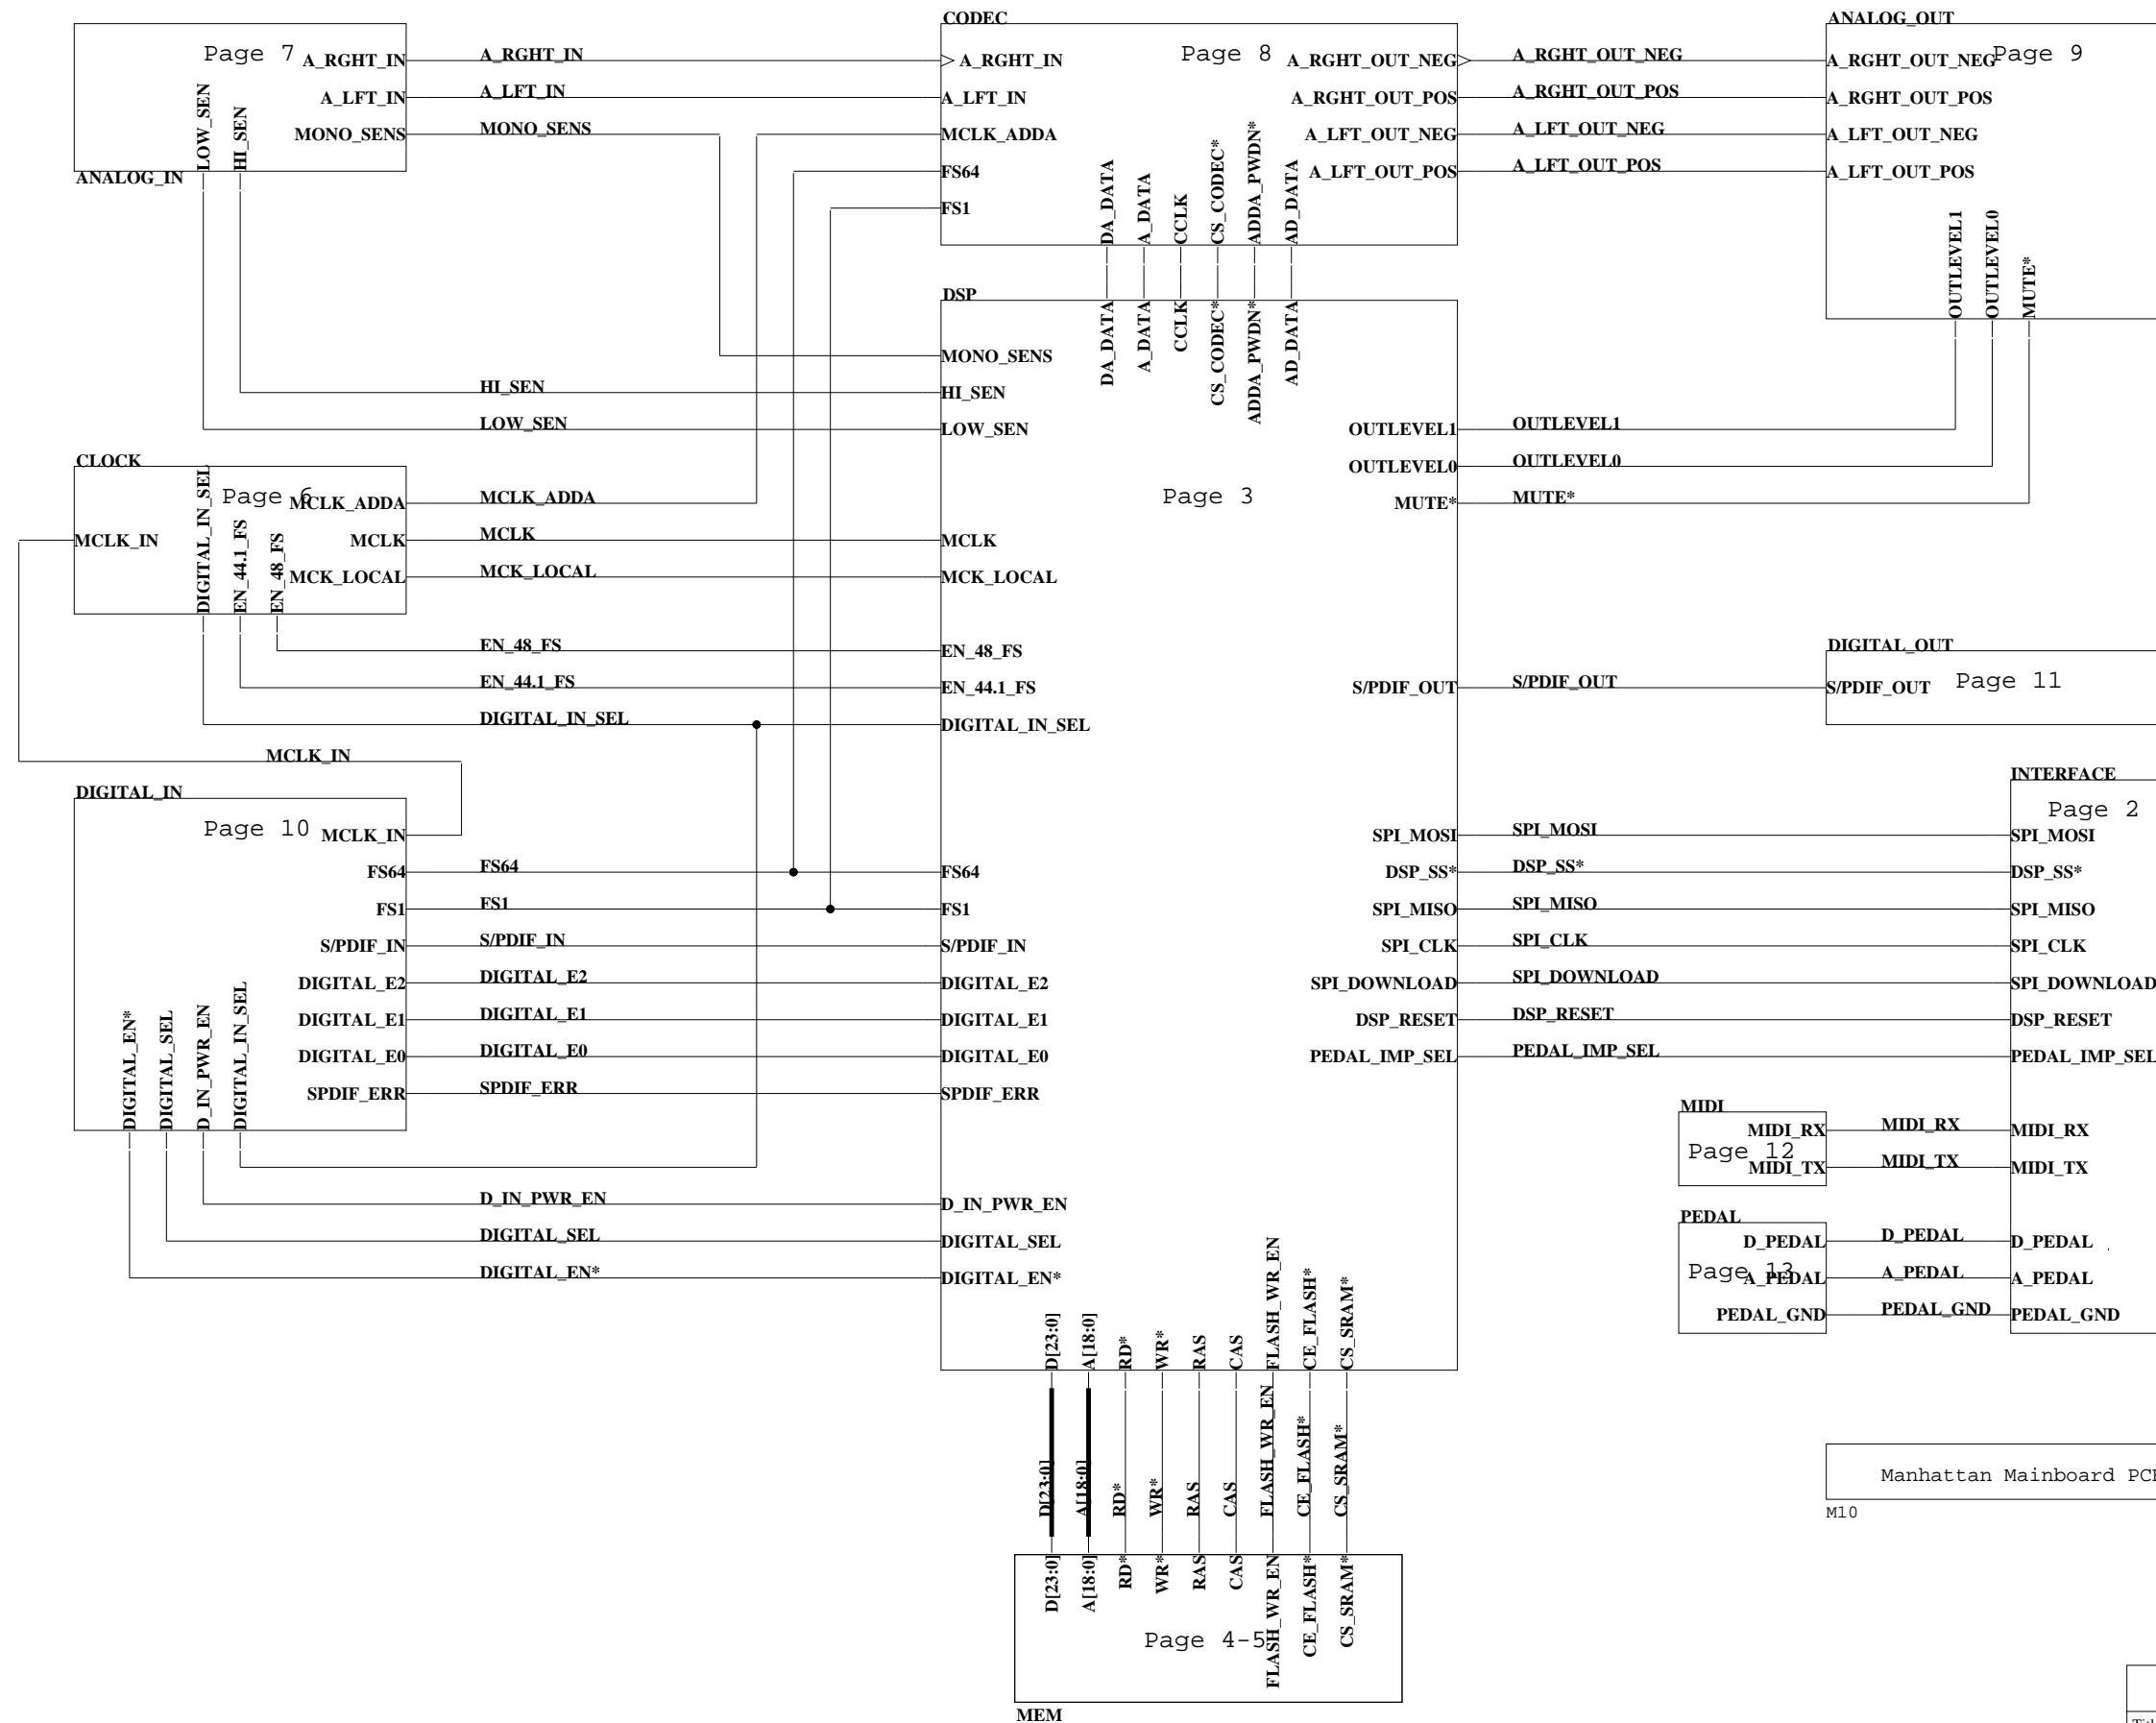 ANALOG_IN
Page 7
A_RGHT_IN
A_LFT_IN
MONO_SENS
LOW_SEN
HI_SEN
A_RGHT_IN
A_LFT_IN
MONO_SENS
HI_SEN
LOW_SEN
CODEC
Page 8
A_RGHT_IN
A_LFT_IN
MCLK_ADDA
FS64
FS1
A_RGHT_OUT_NEG
A_RGHT_OUT_POS
A_LFT_OUT_NEG
A_LFT_OUT_POS
DA_DATA
A_DATA
CCLK
CS_CODEC*
ADDA_PWDN*
AD_DATA
A_RGHT_OUT_NEG
A_RGHT_OUT_POS
A_LFT_OUT_NEG
A_LFT_OUT_POS
ANALOG_OUT
Page 9
A_RGHT_OUT_NEG
A_RGHT_OUT_POS
A_LFT_OUT_NEG
A_LFT_OUT_POS
OUTLEVEL1
OUTLEVEL0
MUTE*
CLOCK
Page 6
MCLK_IN
DIGITAL_IN_SEL
EN_44.1_FS
EN_48_FS
MCLK_ADDA
MCLK
MCK_LOCAL
MCLK_ADDA
MCLK
MCK_LOCAL
EN_48_FS
EN_44.1_FS
DIGITAL_IN_SEL
MCLK_IN
DIGITAL_IN
Page 10
MCLK_IN
FS64
FS1
S/PDIF_IN
DIGITAL_E2
DIGITAL_E1
DIGITAL_E0
SPDIF_ERR
DIGITAL_EN*
DIGITAL_SEL
D_IN_PWR_EN
DIGITAL_IN_SEL
FS64
FS1
S/PDIF_IN
DIGITAL_E2
DIGITAL_E1
DIGITAL_E0
SPDIF_ERR
D_IN_PWR_EN
DIGITAL_SEL
DIGITAL_EN*
DSP
Page 3
DA_DATA
A_DATA
CCLK
CS_CODEC*
ADDA_PWDN*
AD_DATA
MONO_SENS
HI_SEN
LOW_SEN
MCLK
MCK_LOCAL
EN_48_FS
EN_44.1_FS
DIGITAL_IN_SEL
FS64
FS1
S/PDIF_IN
DIGITAL_E2
DIGITAL_E1
DIGITAL_E0
SPDIF_ERR
D_IN_PWR_EN
DIGITAL_SEL
DIGITAL_EN*
OUTLEVEL1
OUTLEVEL0
MUTE*
S/PDIF_OUT
SPI_MOSI
DSP_SS*
SPI_MISO
SPI_CLK
SPI_DOWNLOAD
DSP_RESET
PEDAL_IMP_SEL
D[23:0]
A[18:0]
RD*
WR*
RAS
CAS
FLASH_WR_EN
CE_FLASH*
CS_SRAM*
OUTLEVEL1
OUTLEVEL0
MUTE*
S/PDIF_OUT
SPI_MOSI
DSP_SS*
SPI_MISO
SPI_CLK
SPI_DOWNLOAD
DSP_RESET
PEDAL_IMP_SEL
DIGITAL_OUT
S/PDIF_OUT
Page 11
INTERFACE
Page 2
SPI_MOSI
DSP_SS*
SPI_MISO
SPI_CLK
SPI_DOWNLOAD
DSP_RESET
PEDAL_IMP_SEL
MIDI_RX
MIDI_TX
D_PEDAL
A_PEDAL
PEDAL_GND
MIDI
Page 12
MIDI_RX
MIDI_TX
MIDI_RX
MIDI_TX
PEDAL
Page 13
D_PEDAL
A_PEDAL
PEDAL_GND
D_PEDAL
A_PEDAL
PEDAL_GND
D[23:0]
A[18:0]
RD*
WR*
RAS
CAS
FLASH_WR_EN
CE_FLASH*
CS_SRAM*
D[23:0]
A[18:0]
RD*
WR*
RAS
CAS
FLASH_WR_EN
CE_FLASH*
CS_SRAM*
Page 4-5
MEM
Manhattan Mainboard
M10